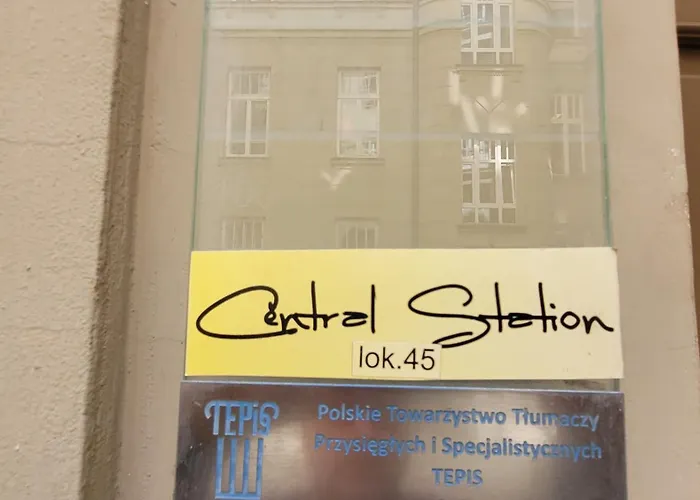 Central Station
lok.45
TEPiS
Polskie Towarzystwo Tłumaczy
Przysięgłych i Specjalistycznych
TEPIS